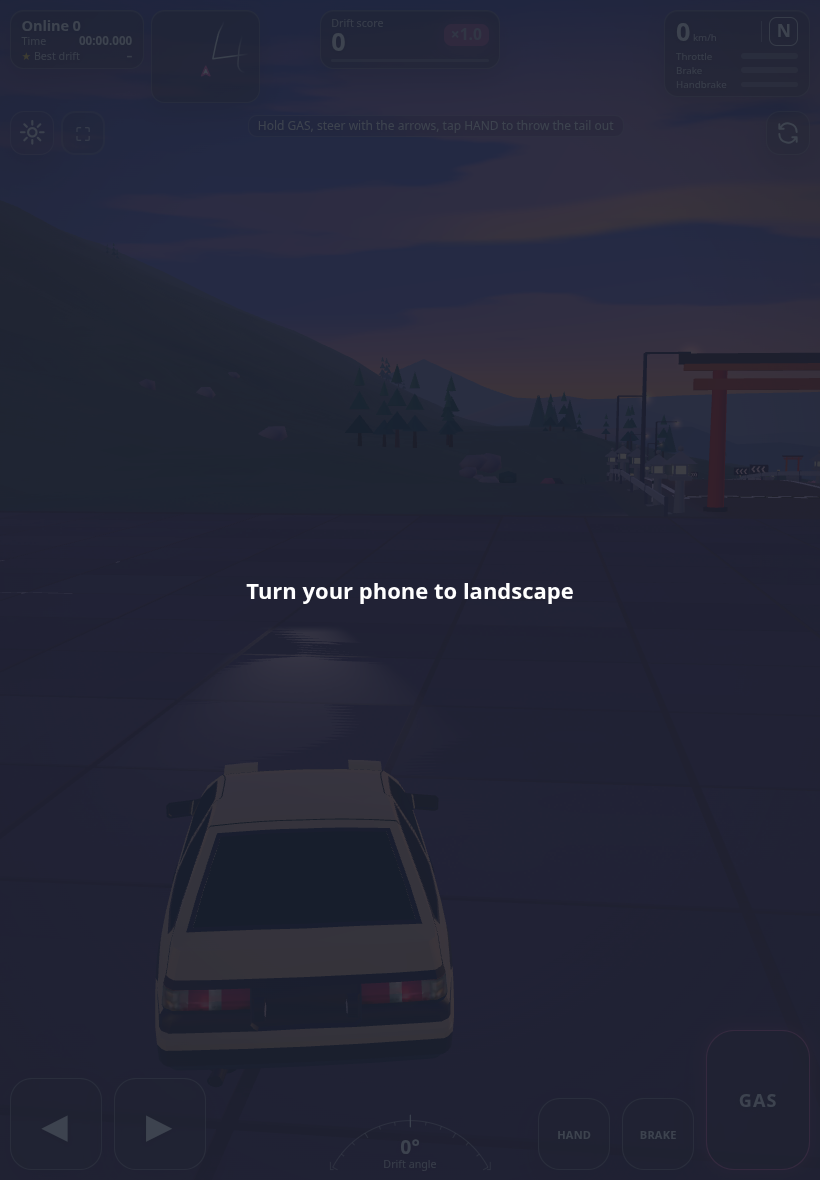 Online 0
Time 00:00.000
★ Best drift –
Drift score
0
×1.0
0 km/h
N
Throttle
Brake
Handbrake
Hold GAS, steer with the arrows, tap HAND to throw the tail out
Turn your phone to landscape
HAND
BRAKE
GAS
0°
Drift angle